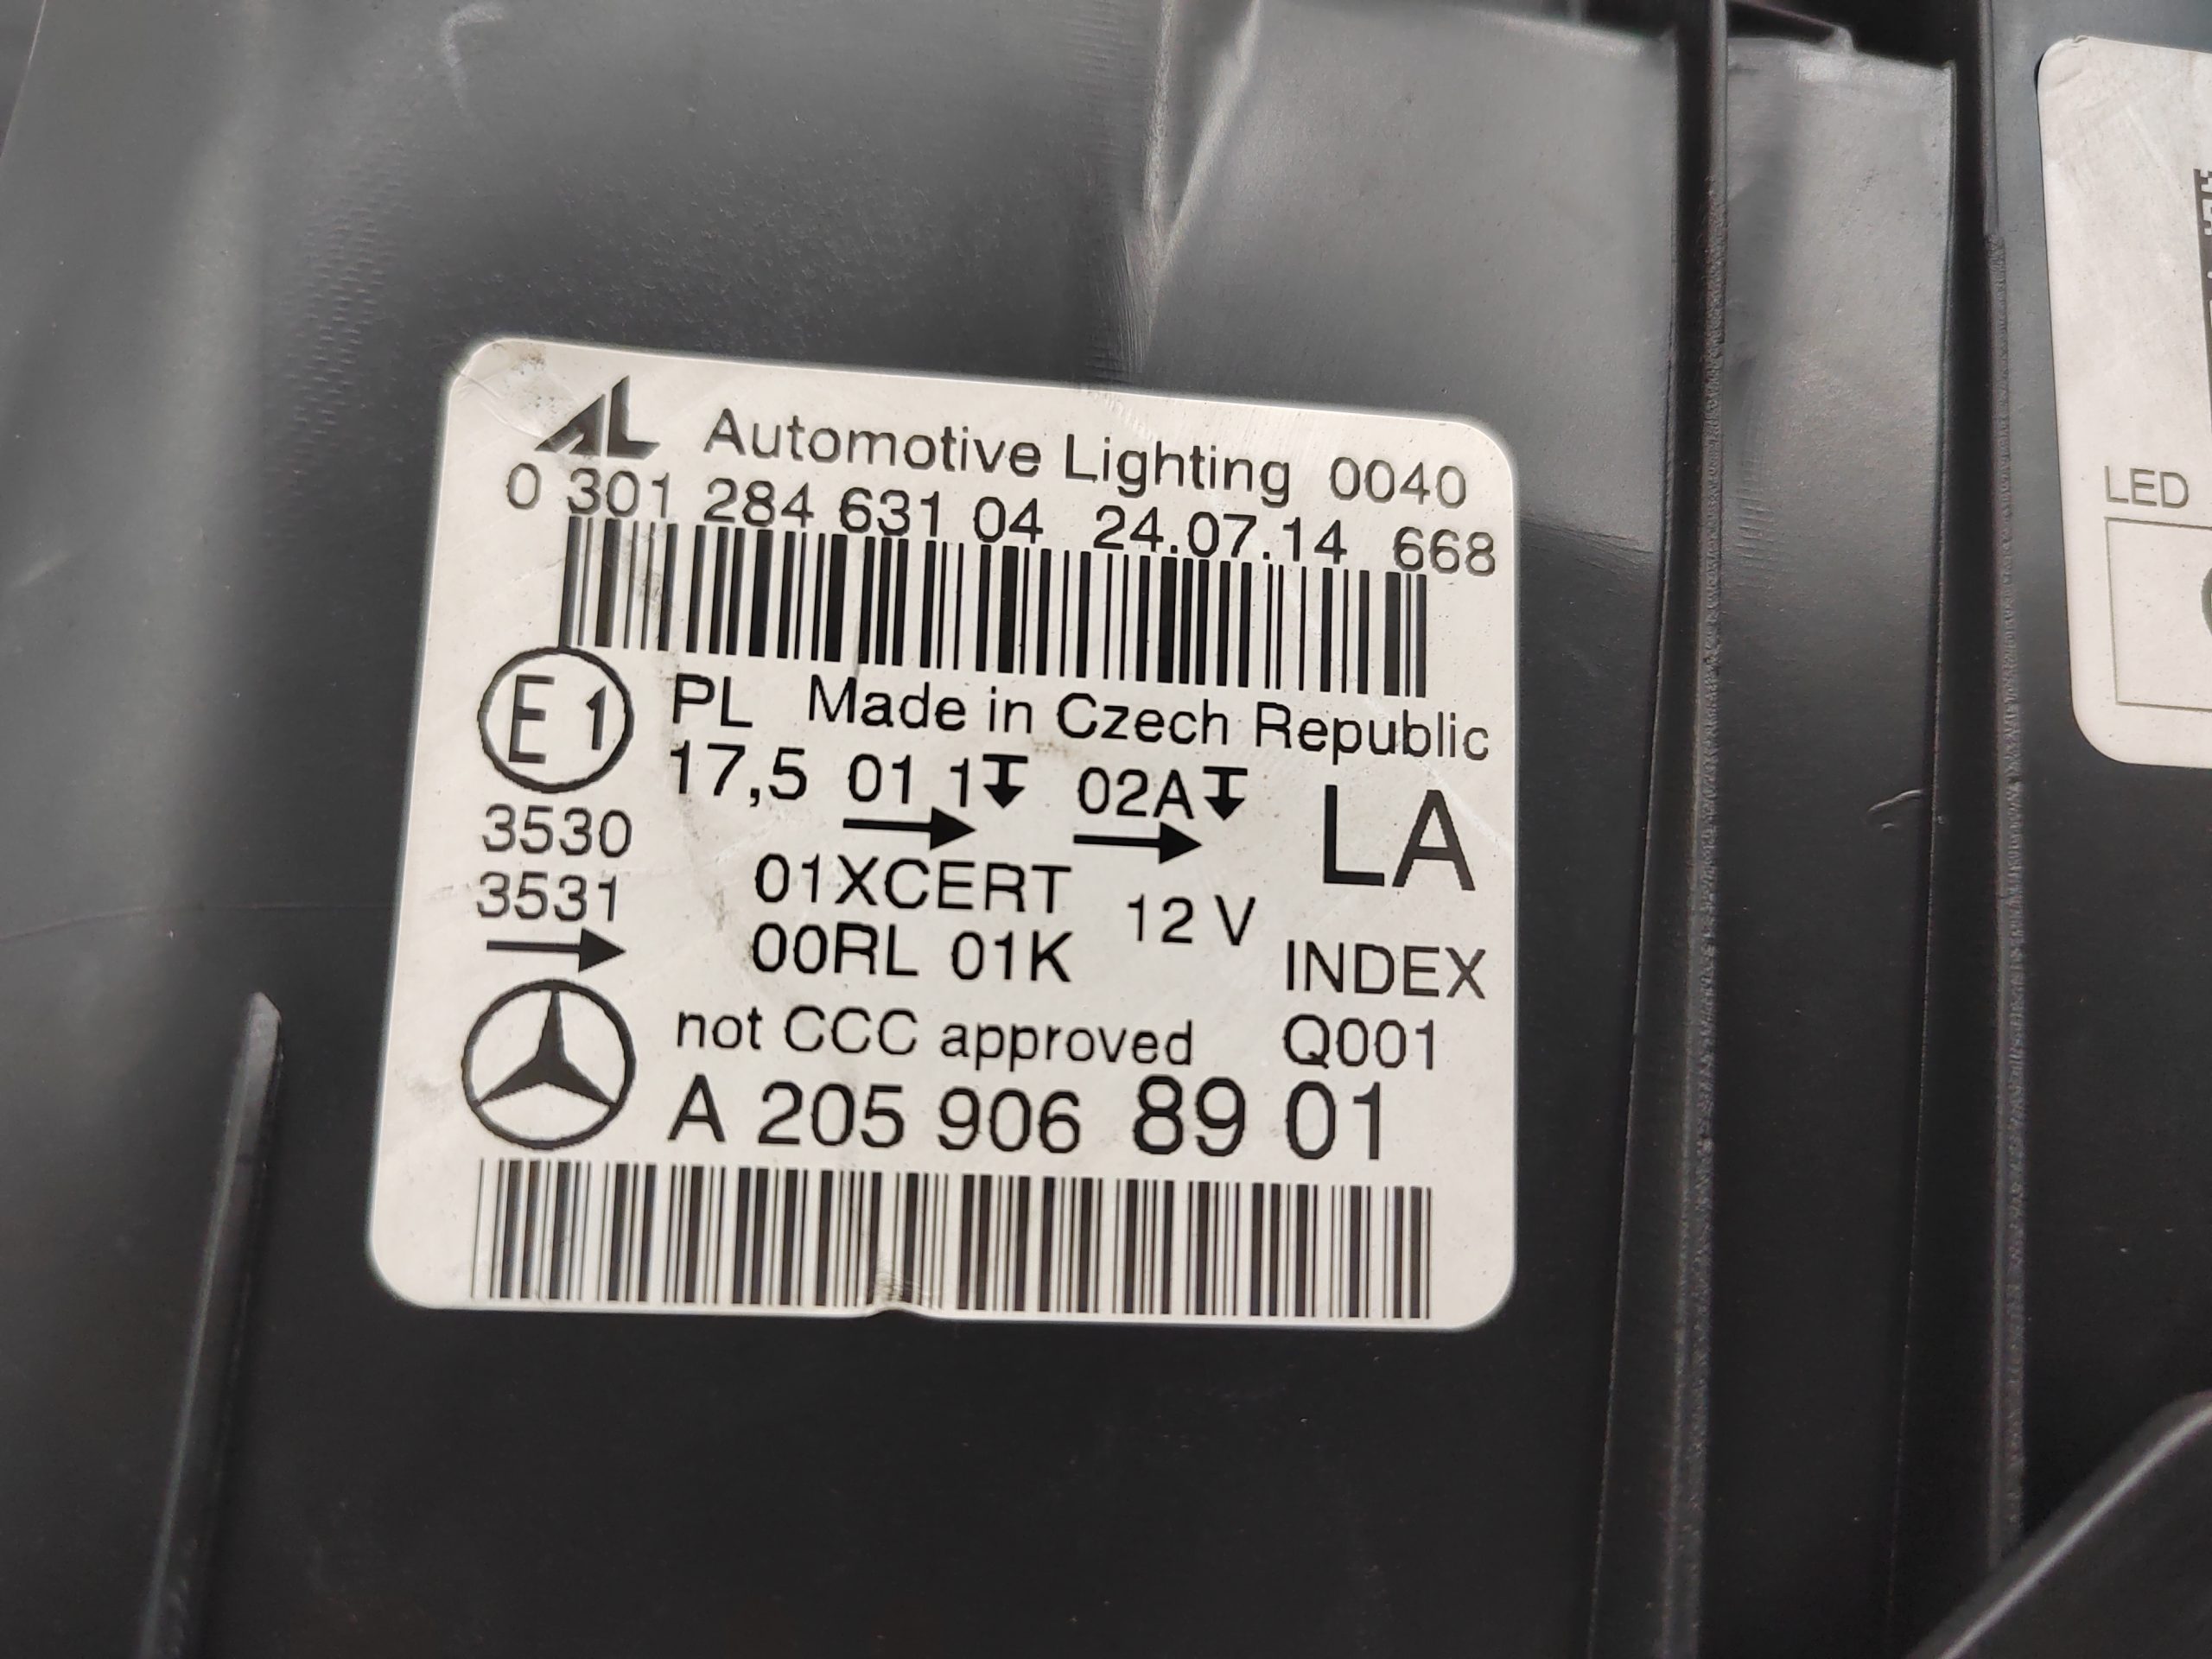 AL Automotive Lighting 0040
0 301 284 631 04 24.07.14 668
E1 PL Made in Czech Republic
17,5 01 1 02A
LA
3530
3531
01XCERT
12 V
00RL 01K
INDEX
not CCC approved Q001
A 205 906 89 01
LED